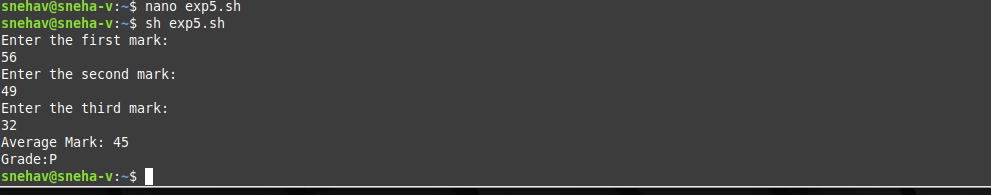 snehav@sneha-v:~$ nano exp5.sh
snehav@sneha-v:~$ sh exp5.sh
Enter the first mark:
56
Enter the second mark:
49
Enter the third mark:
32
Average Mark: 45
Grade:P
snehav@sneha-v:~$